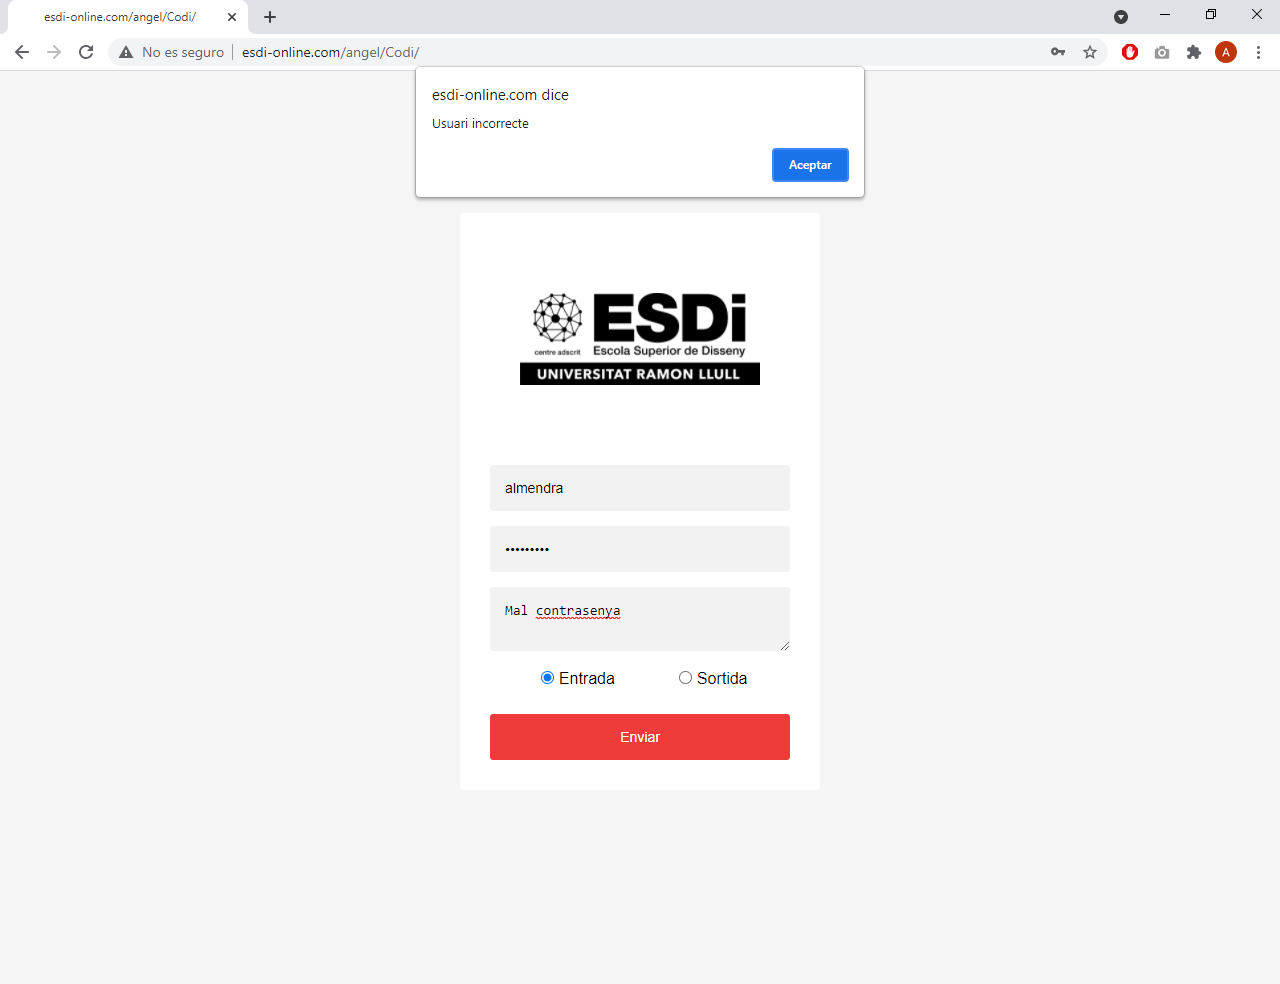 esdi-online.com/angel/Codi/
No es seguro
esdi-online.com/angel/Codi/
A
esdi-online.com dice
Usuari incorrecte
Aceptar
ESDi
centre adscrit
Escola Superior de Disseny
UNIVERSITAT RAMON LLULL
almendra
•••••••••
Mal contrasenya
Entrada
Sortida
Enviar